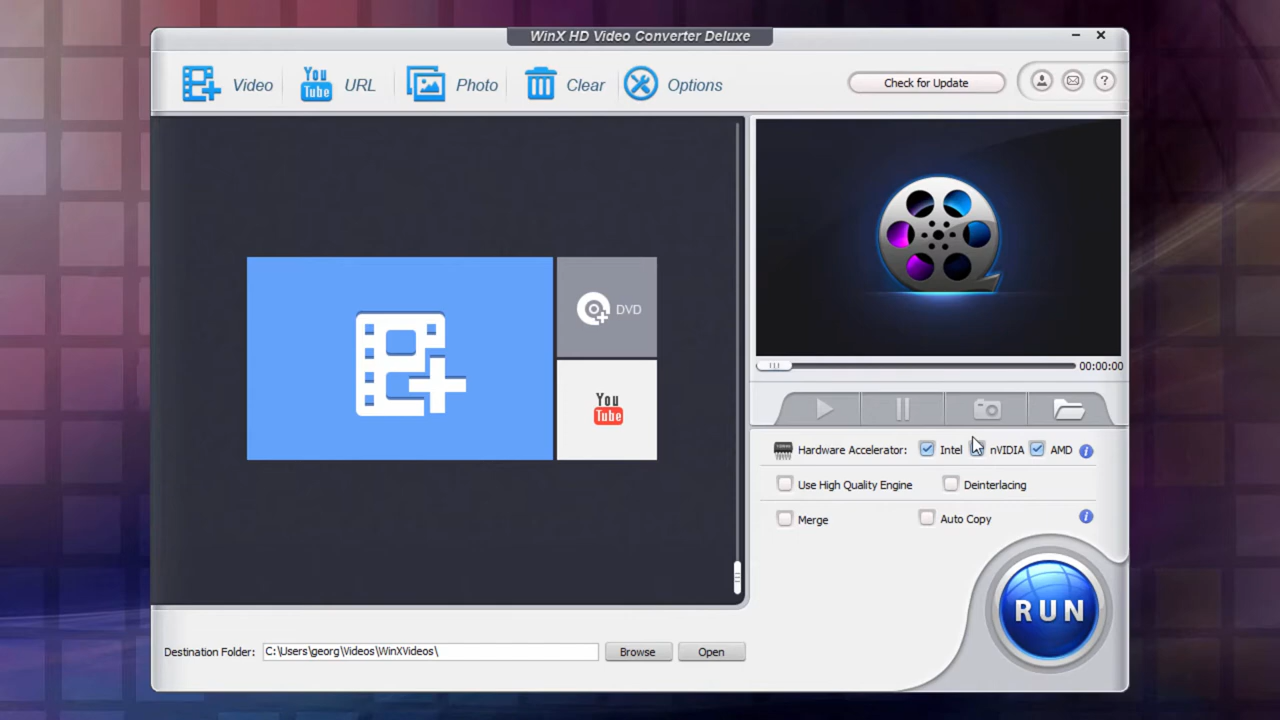 WinX HD Video Converter Deluxe
Video
You Tube
URL
Photo
Clear
Options
Check for Update
?
DVD
You
Tube
00:00:00
Hardware Accelerator: Intel nVIDIA AMD i
Use High Quality Engine Deinterlacing
Merge Auto Copy i
RUN
Destination Folder: C:\Users\georg\Videos\WinXVideos\ Browse Open